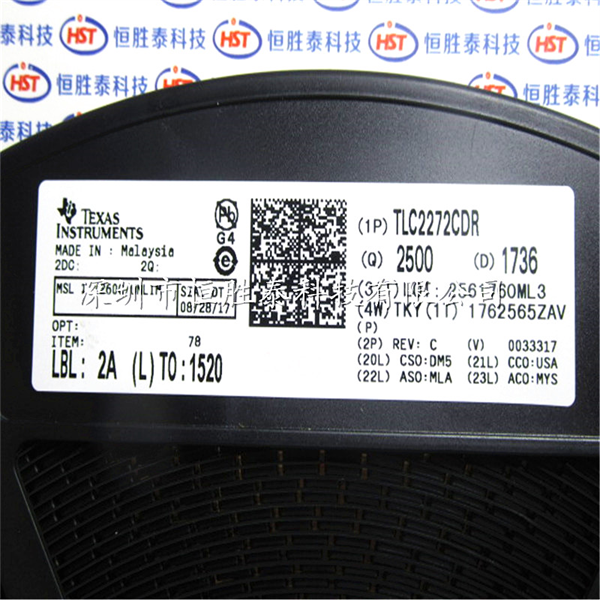 恒胜泰科技 HST 恒胜泰科技
HST 恒胜泰科技 HST 恒胜泰科技
TEXAS
INSTRUMENTS
MADE IN: Malaysia
2DC: 2Q:
MSL
08/28/17
OPT:
ITEM: 78
LBL: 2A (L)TO:1520
Pb
G4
e
(1P) TLC2272CDR
(Q) 2500 (D) 1736
(4W) TKY(1T) 1762565ZAV
(P)
(2P) REV: C (V) 0033317
(20L) CSO:DM5 (21L) CCO:USA
(22L) ASO:MLA (23L) ACO:MYS
深圳市恒胜泰科技有限公司